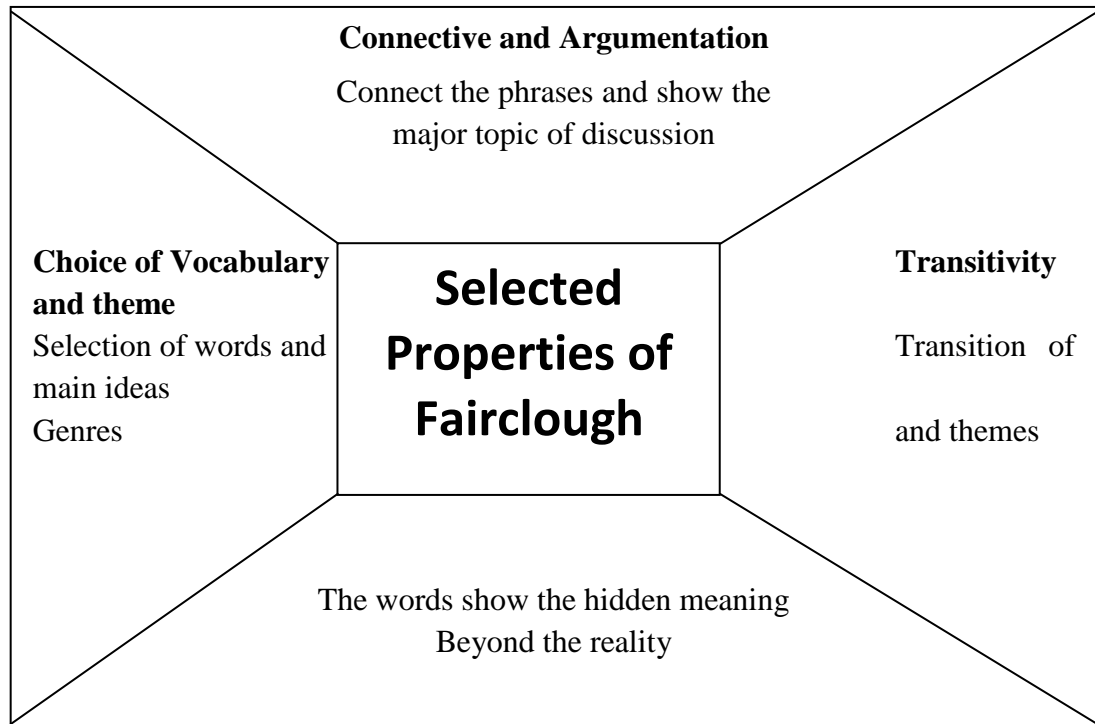 Connective and Argumentation
Connect the phrases and show the
major topic of discussion
Choice of Vocabulary
and theme
Selection of words and
main ideas
Genres
Selected
Properties of
Fairclough
Transitivity
Transition of
and themes
The words show the hidden meaning
Beyond the reality